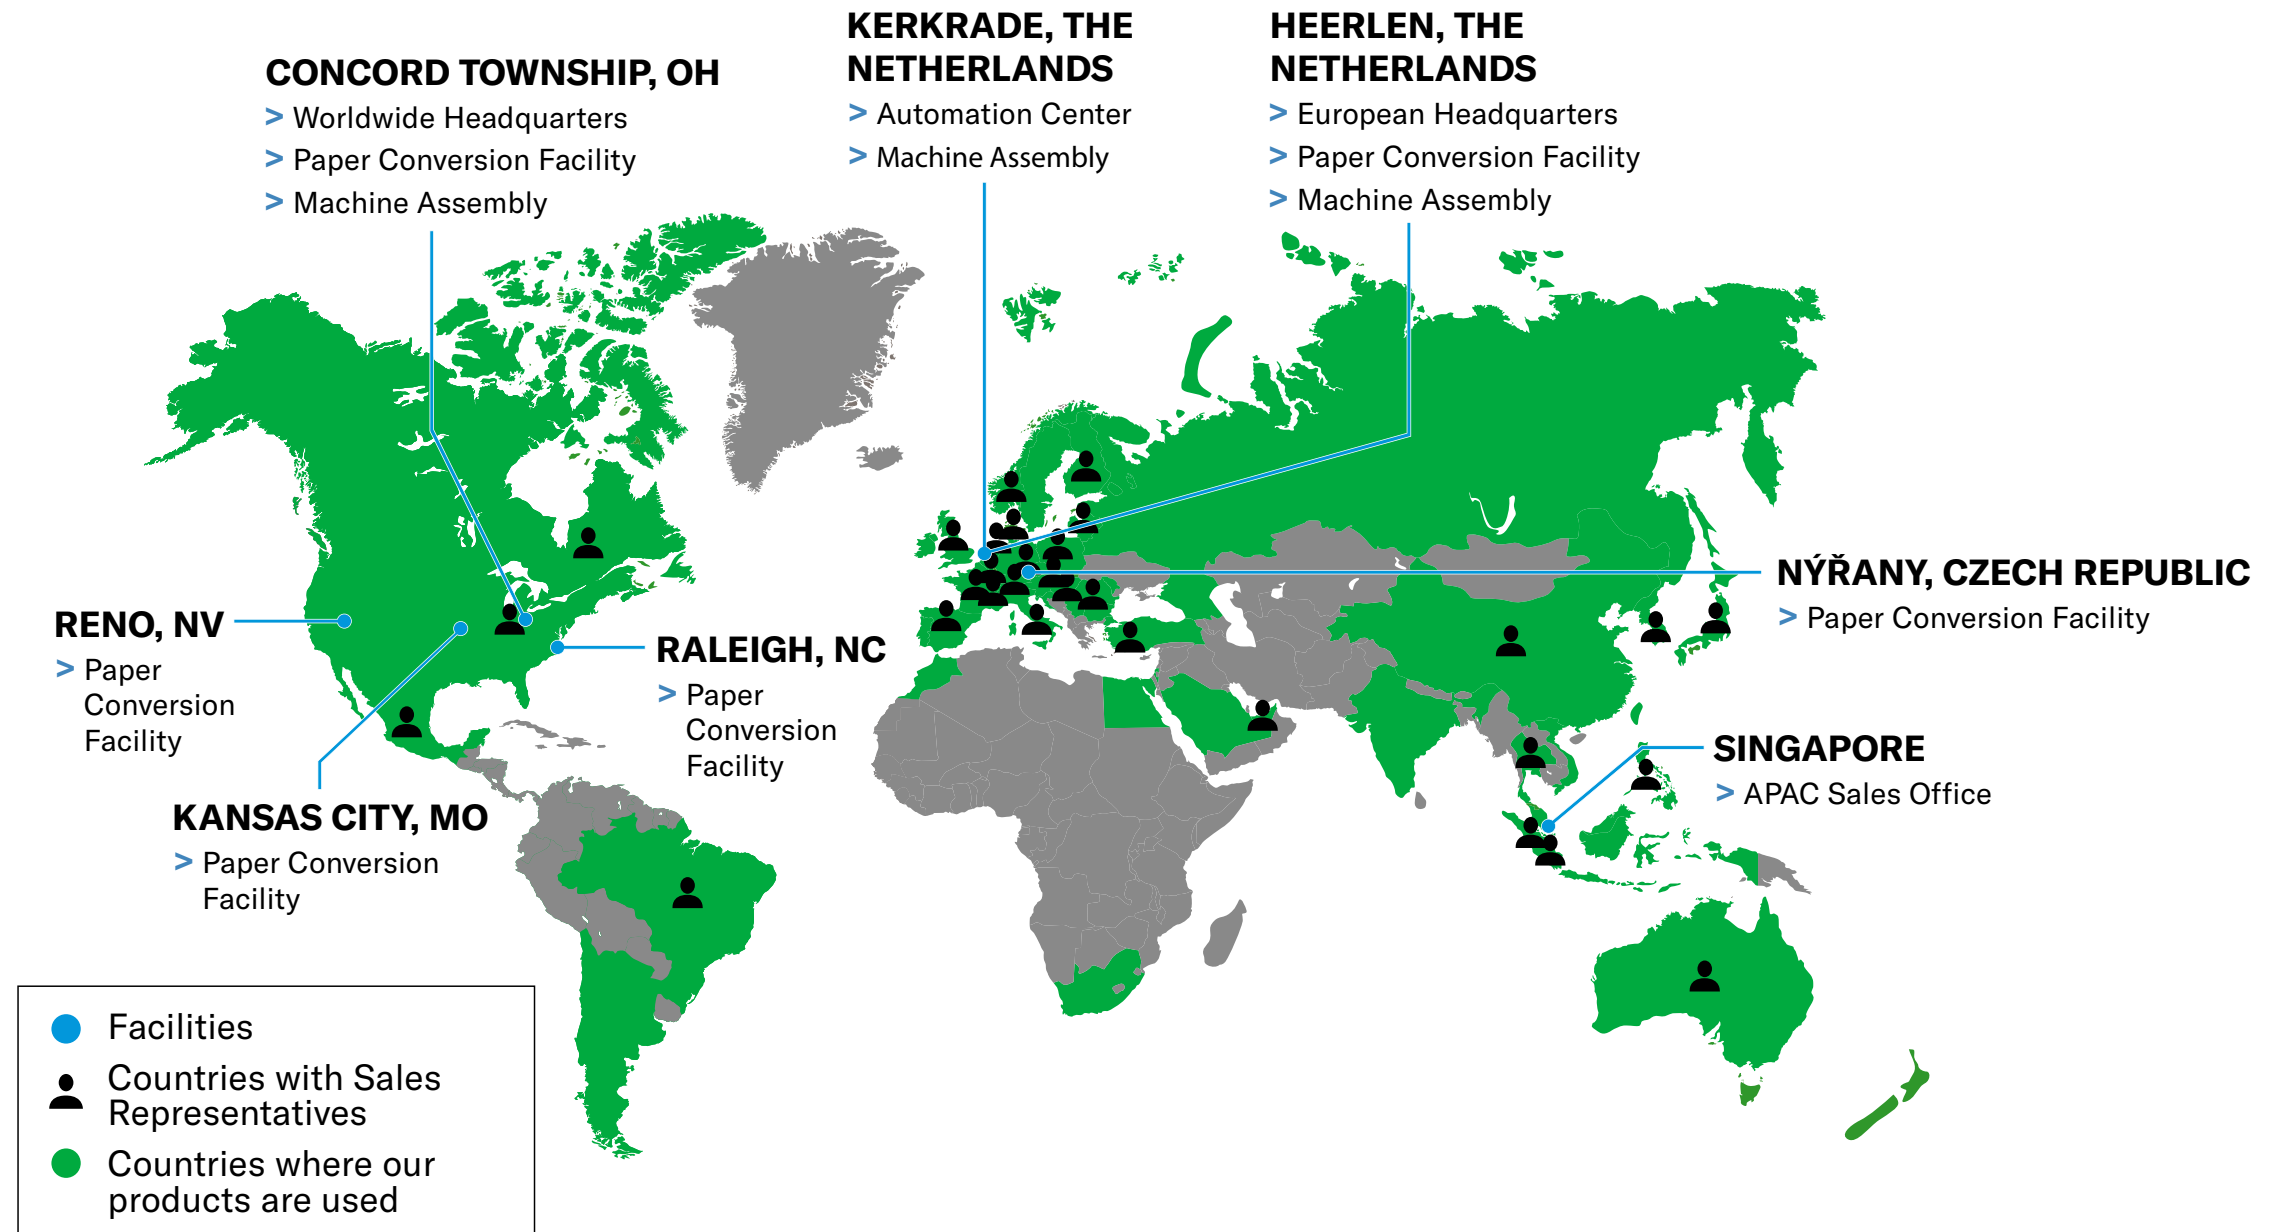 KERKRADE, THE
NETHERLANDS
> Automation Center
> Machine Assembly
HEERLEN, THE
NETHERLANDS
> European Headquarters
> Paper Conversion Facility
> Machine Assembly
CONCORD TOWNSHIP, OH
> Worldwide Headquarters
> Paper Conversion Facility
> Machine Assembly
NÝŘANY, CZECH REPUBLIC
> Paper Conversion Facility
RENO, NV
> Paper
Conversion
Facility
RALEIGH, NC
> Paper
Conversion
Facility
SINGAPORE
> APAC Sales Office
KANSAS CITY, MO
> Paper Conversion
Facility
Facilities
Countries with Sales
Representatives
Countries where our
products are used